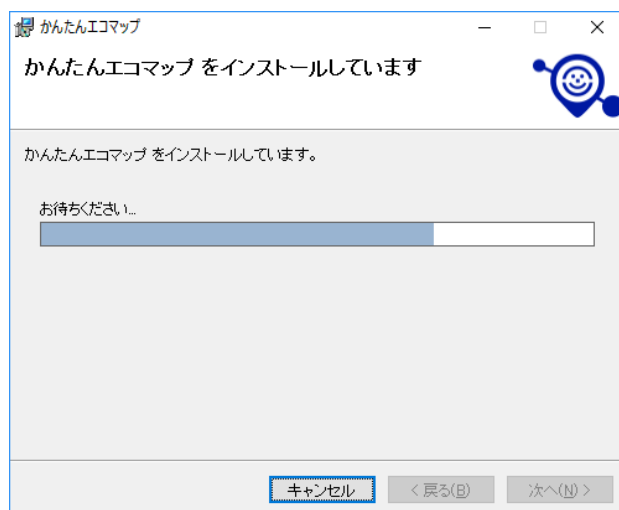 かんたんエコマップ
かんたんエコマップ をインストールしています
かんたんエコマップ をインストールしています。
お待ちください...
キャンセル
< 戻る(B)
次へ(N) >